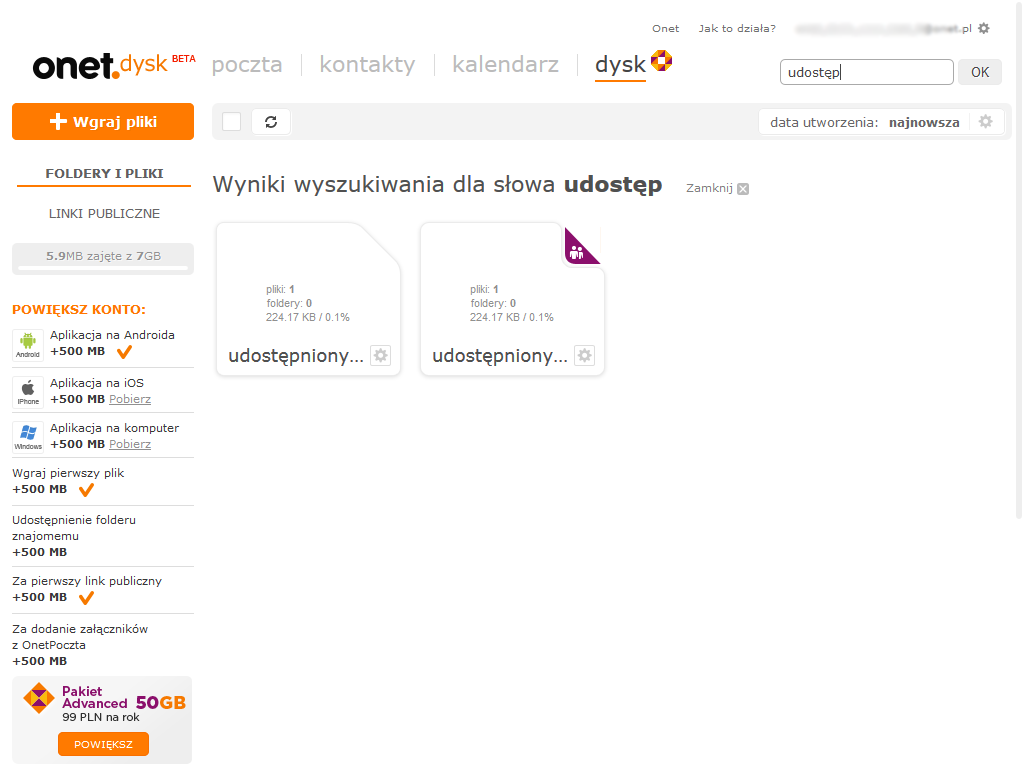 Onet Jak to działa? .pl
onet.dysk BETA poczta kontakty kalendarz dysk
udostęp OK
Wgraj pliki
data utworzenia: najnowsza
FOLDERY I PLIKI
LINKI PUBLICZNE
5.9MB zajęte z 7GB
Wyniki wyszukiwania dla słowa udostęp Zamknij
pliki: 1
foldery: 0
224.17 KB / 0.1%
udostępniony...
pliki: 1
foldery: 0
224.17 KB / 0.1%
udostępniony...
POWIĘKSZ KONTO:
Android
Aplikacja na Androida
+500 MB
iPhone
Aplikacja na iOS
+500 MB Pobierz
Windows
Aplikacja na komputer
+500 MB Pobierz
Wgraj pierwszy plik
+500 MB
Udostępnienie folderu
znajomemu
+500 MB
Za pierwszy link publiczny
+500 MB
Za dodanie załączników
z OnetPoczta
+500 MB
Pakiet
Advanced 50GB
99 PLN na rok
POWIĘKSZ